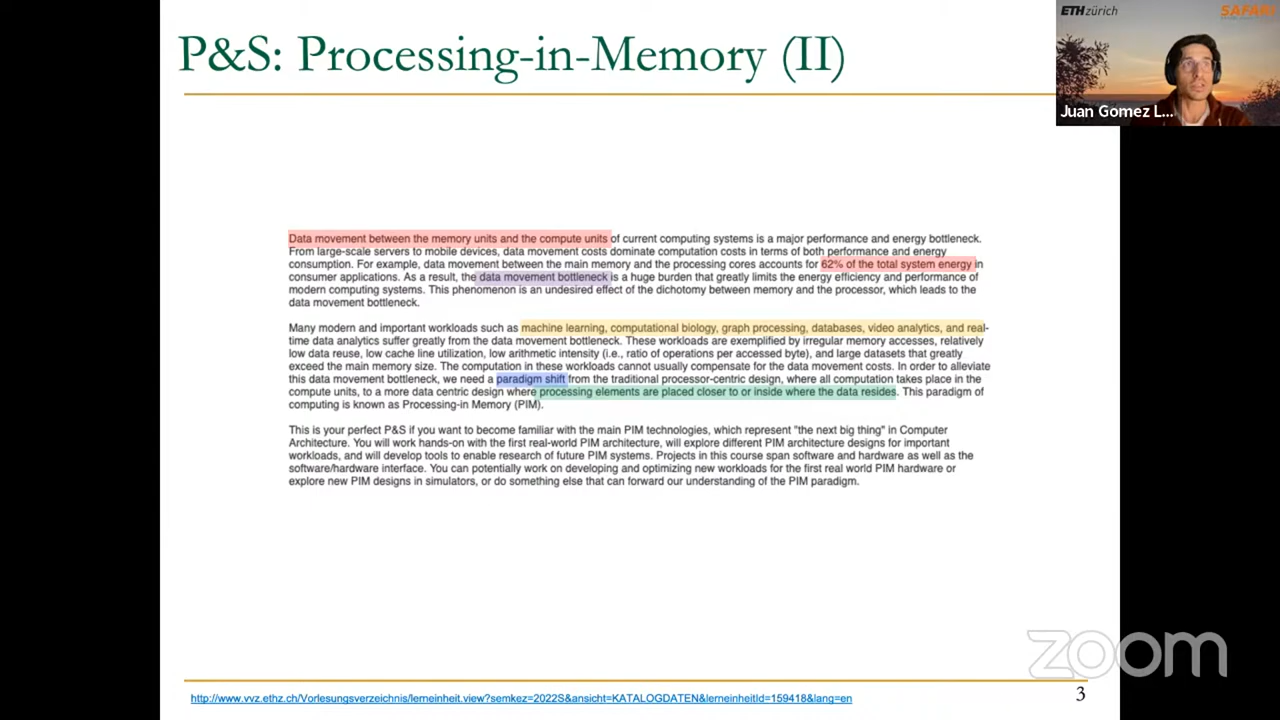 P&S: Processing-in-Memory (II)
ETHzürich
SAFARI
Juan Gomez L...
Data movement between the memory units and the compute units of current computing systems is a major performance and energy bottleneck.
From large-scale servers to mobile devices, data movement costs dominate computation costs in terms of both performance and energy
consumption. For example, data movement between the main memory and the processing cores accounts for 62% of the total system energy in
consumer applications. As a result, the data movement bottleneck is a huge burden that greatly limits the energy efficiency and performance of
modern computing systems. This phenomenon is an undesired effect of the dichotomy between memory and the processor, which leads to the
data movement bottleneck.
Many modern and important workloads such as machine learning, computational biology, graph processing, databases, video analytics, and real-
time data analytics suffer greatly from the data movement bottleneck. These workloads are exemplified by irregular memory accesses, relatively
low data reuse, low cache line utilization, low arithmetic intensity (i.e., ratio of operations per accessed byte), and large datasets that greatly
exceed the main memory size. The computation in these workloads cannot usually compensate for the data movement costs. In order to alleviate
this data movement bottleneck, we need a paradigm shift from the traditional processor-centric design, where all computation takes place in the
compute units, to a more data centric design where processing elements are placed closer to or inside where the data resides. This paradigm of
computing is known as Processing-in Memory (PIM).
This is your perfect P&S if you want to become familiar with the main PIM technologies, which represent "the next big thing" in Computer
Architecture. You will work hands-on with the first real-world PIM architecture, will explore different PIM architecture designs for important
workloads, and will develop tools to enable research of future PIM systems. Projects in this course span software and hardware as well as the
software/hardware interface. You can potentially work on developing and optimizing new workloads for the first real world PIM hardware or
explore new PIM designs in simulators, or do something else that can forward our understanding of the PIM paradigm.
zoom
http://www.vvz.ethz.ch/Vorlesungsverzeichnis/lerneinheit.view?semkez=2022S&ansicht=KATALOGDATEN&lerneinheitId=159418&lang=en
3